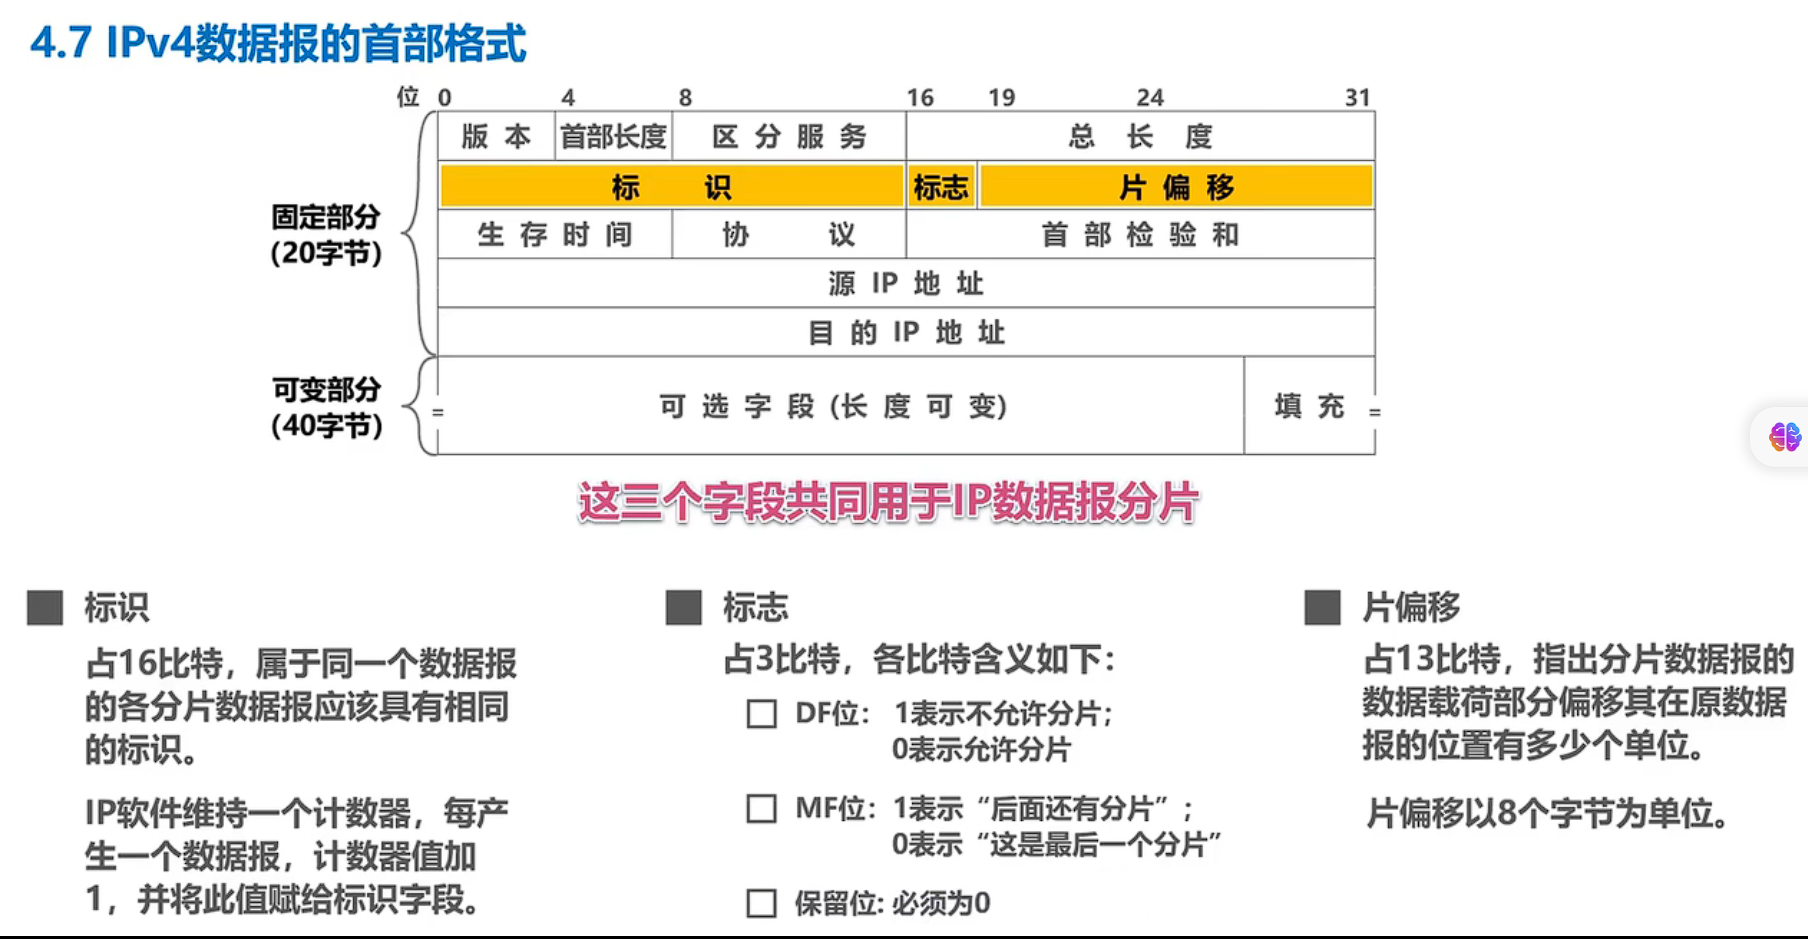 4.7 IPv4数据报的首部格式
位 0 4 8 16 19 24 31
版 本 首部长度 区 分 服 务 总 长 度
标 识 标志 片 偏 移
固定部分
(20字节)
生 存 时 间 协 议 首 部 检 验 和
源 IP 地 址
目 的 IP 地 址
可变部分
(40字节)
可 选 字 段 (长 度 可 变) 填 充
这三个字段共同用于IP数据报分片
标识
占16比特，属于同一个数据报
的各分片数据报应该具有相同
的标识。
IP软件维持一个计数器，每产
生一个数据报，计数器值加
1，并将此值赋给标识字段。
标志
占3比特，各比特含义如下：
DF位： 1表示不允许分片；
0表示允许分片
MF位：1表示“后面还有分片”；
0表示“这是最后一个分片”
保留位: 必须为0
片偏移
占13比特，指出分片数据报的
数据载荷部分偏移其在原数据
报的位置有多少个单位。
片偏移以8个字节为单位。